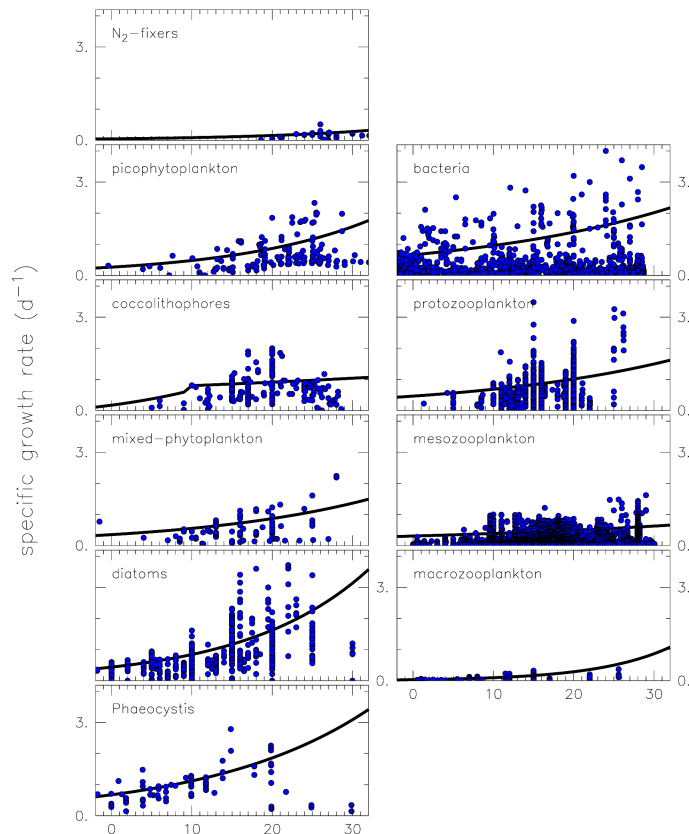 N₂−fixers
3.
0.
picophytoplankton
3.
0.
bacteria
3.
0.
coccolithophores
3.
0.
protozooplankton
3.
0.
mixed−phytoplankton
3.
0.
mesozooplankton
3.
0.
diatoms
3.
0.
macrozooplankton
3.
0.
0 10 20 30
Phaeocystis
3.
0.
0 10 20 30
specific growth rate (d⁻¹)